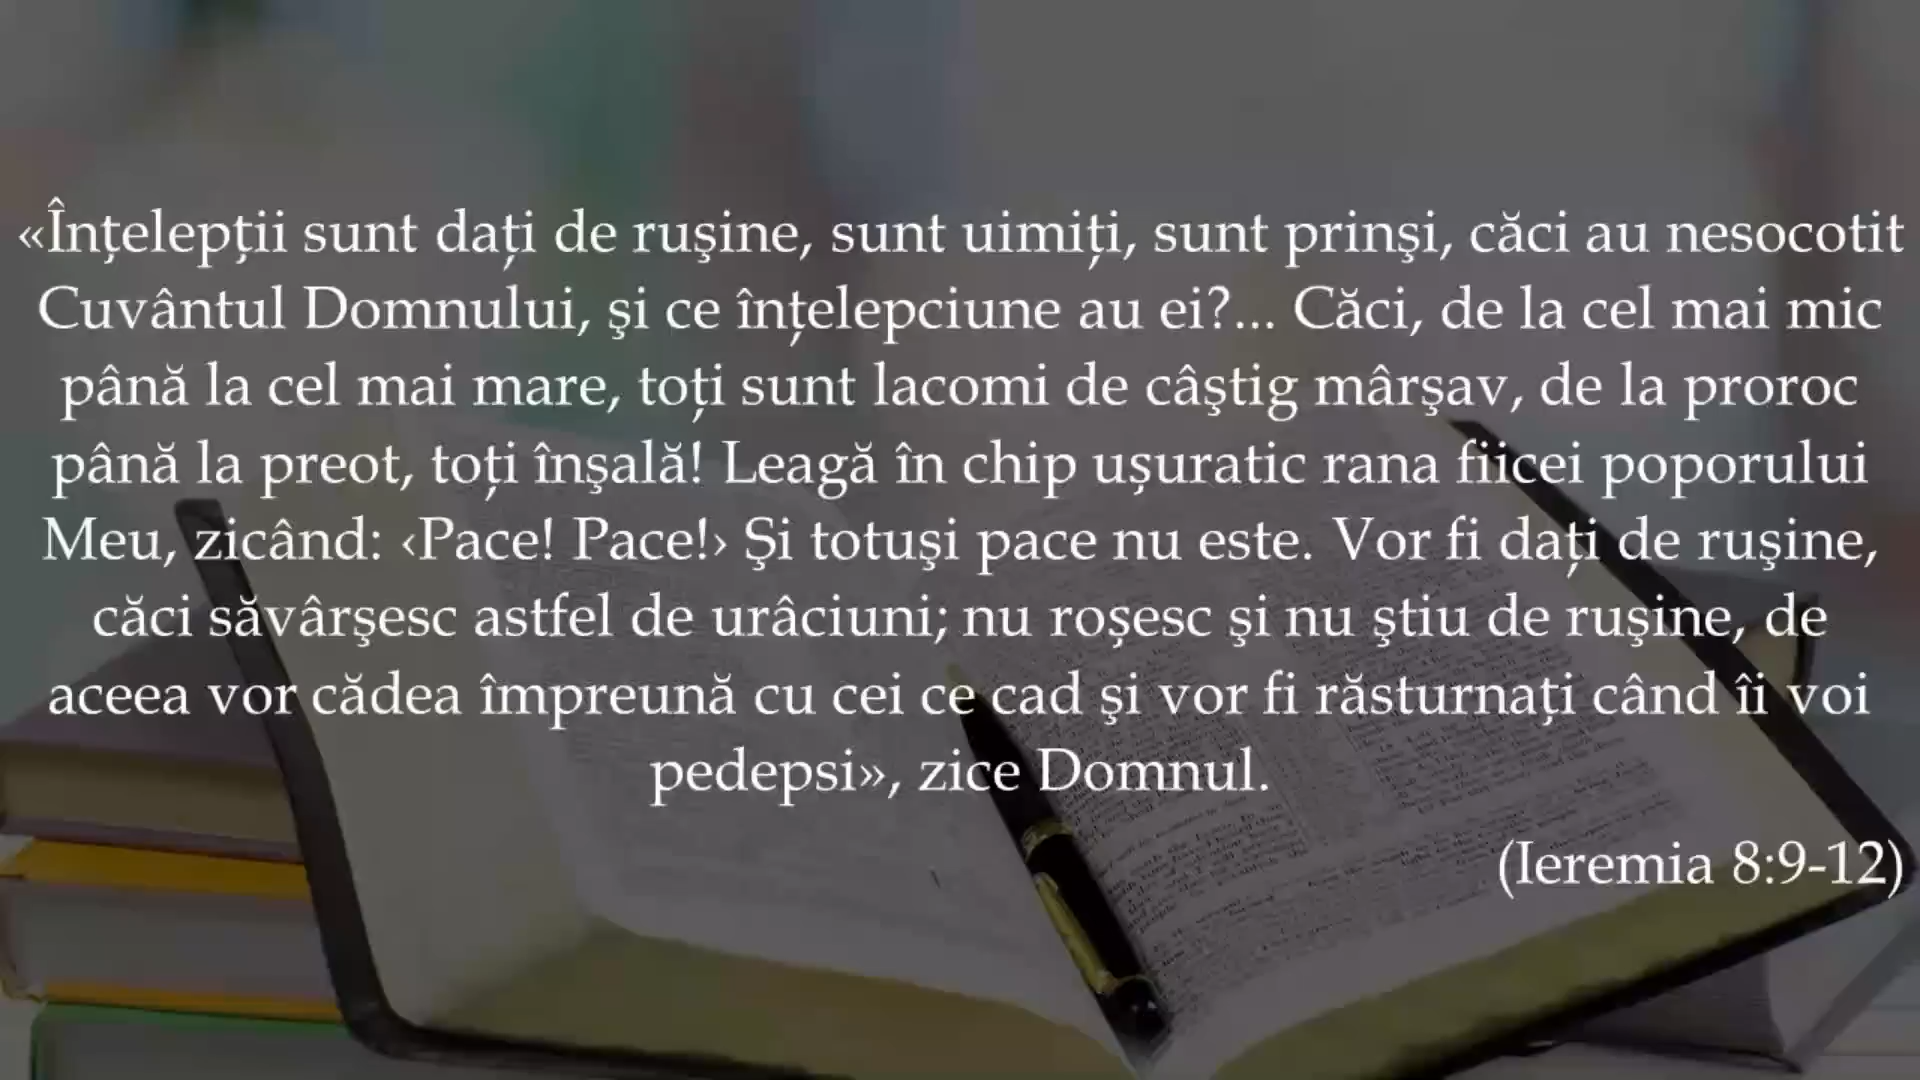 «Înțelepții sunt dați de ruşine, sunt uimiți, sunt prinşi, căci au nesocotit
Cuvântul Domnului, şi ce înțelepciune au ei?... Căci, de la cel mai mic
până la cel mai mare, toți sunt lacomi de câştig mârşav, de la proroc
până la preot, toți înşală! Leagă în chip ușuratic rana fiicei poporului
Meu, zicând: ‹Pace! Pace!› Şi totuşi pace nu este. Vor fi dați de ruşine,
căci săvârşesc astfel de urâciuni; nu roșesc şi nu ştiu de ruşine, de
aceea vor cădea împreună cu cei ce cad şi vor fi răsturnați când îi voi
pedepsi», zice Domnul.
(Ieremia 8:9-12)